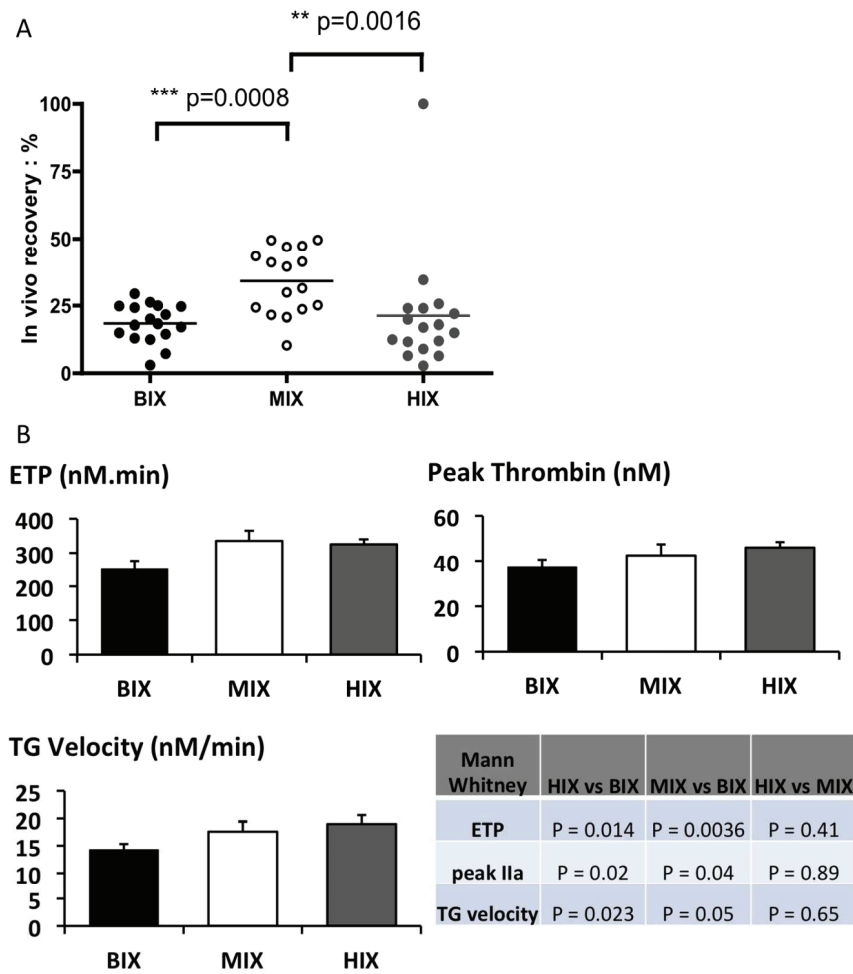 A
** p=0.0016
*** p=0.0008
In vivo recovery : %
100
75
50
25
0
BIX MIX HIX
B
ETP (nM.min)
400
300
200
100
0
BIX MIX HIX
Peak Thrombin (nM)
60
40
20
0
BIX MIX HIX
TG Velocity (nM/min)
25
20
15
10
5
0
BIX MIX HIX
Mann
Whitney HIX vs BIX MIX vs BIX HIX vs MIX
ETP P = 0.014 P = 0.0036 P = 0.41
peak IIa P = 0.02 P = 0.04 P = 0.89
TG velocity P = 0.023 P = 0.05 P = 0.65